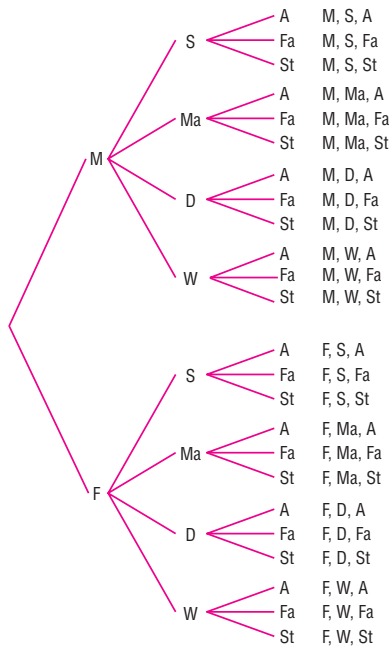 A M, S, A
S Fa M, S, Fa
St M, S, St
A M, Ma, A
Ma Fa M, Ma, Fa
St M, Ma, St
M
A M, D, A
D Fa M, D, Fa
St M, D, St
A M, W, A
W Fa M, W, Fa
St M, W, St
A F, S, A
S Fa F, S, Fa
St F, S, St
A F, Ma, A
Ma Fa F, Ma, Fa
St F, Ma, St
F
A F, D, A
D Fa F, D, Fa
St F, D, St
A F, W, A
W Fa F, W, Fa
St F, W, St